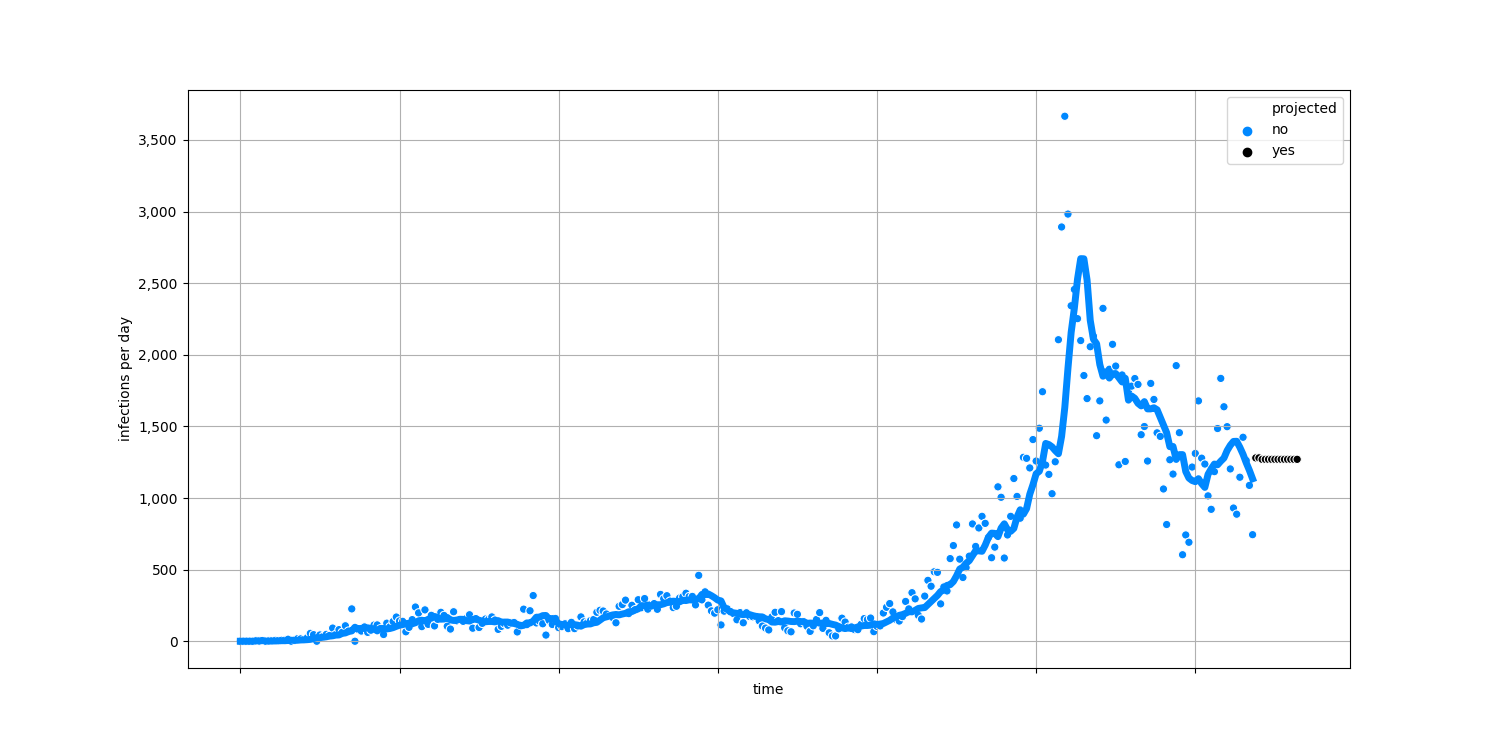 projected
no
yes
3,500
3,000
2,500
2,000
1,500
1,000
500
0
infections per day
time